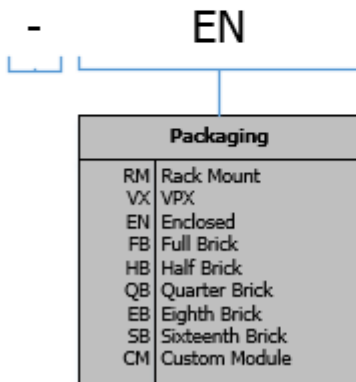 - EN
Packaging
RM Rack Mount
VX VPX
EN Enclosed
FB Full Brick
HB Half Brick
QB Quarter Brick
EB Eighth Brick
SB Sixteenth Brick
CM Custom Module